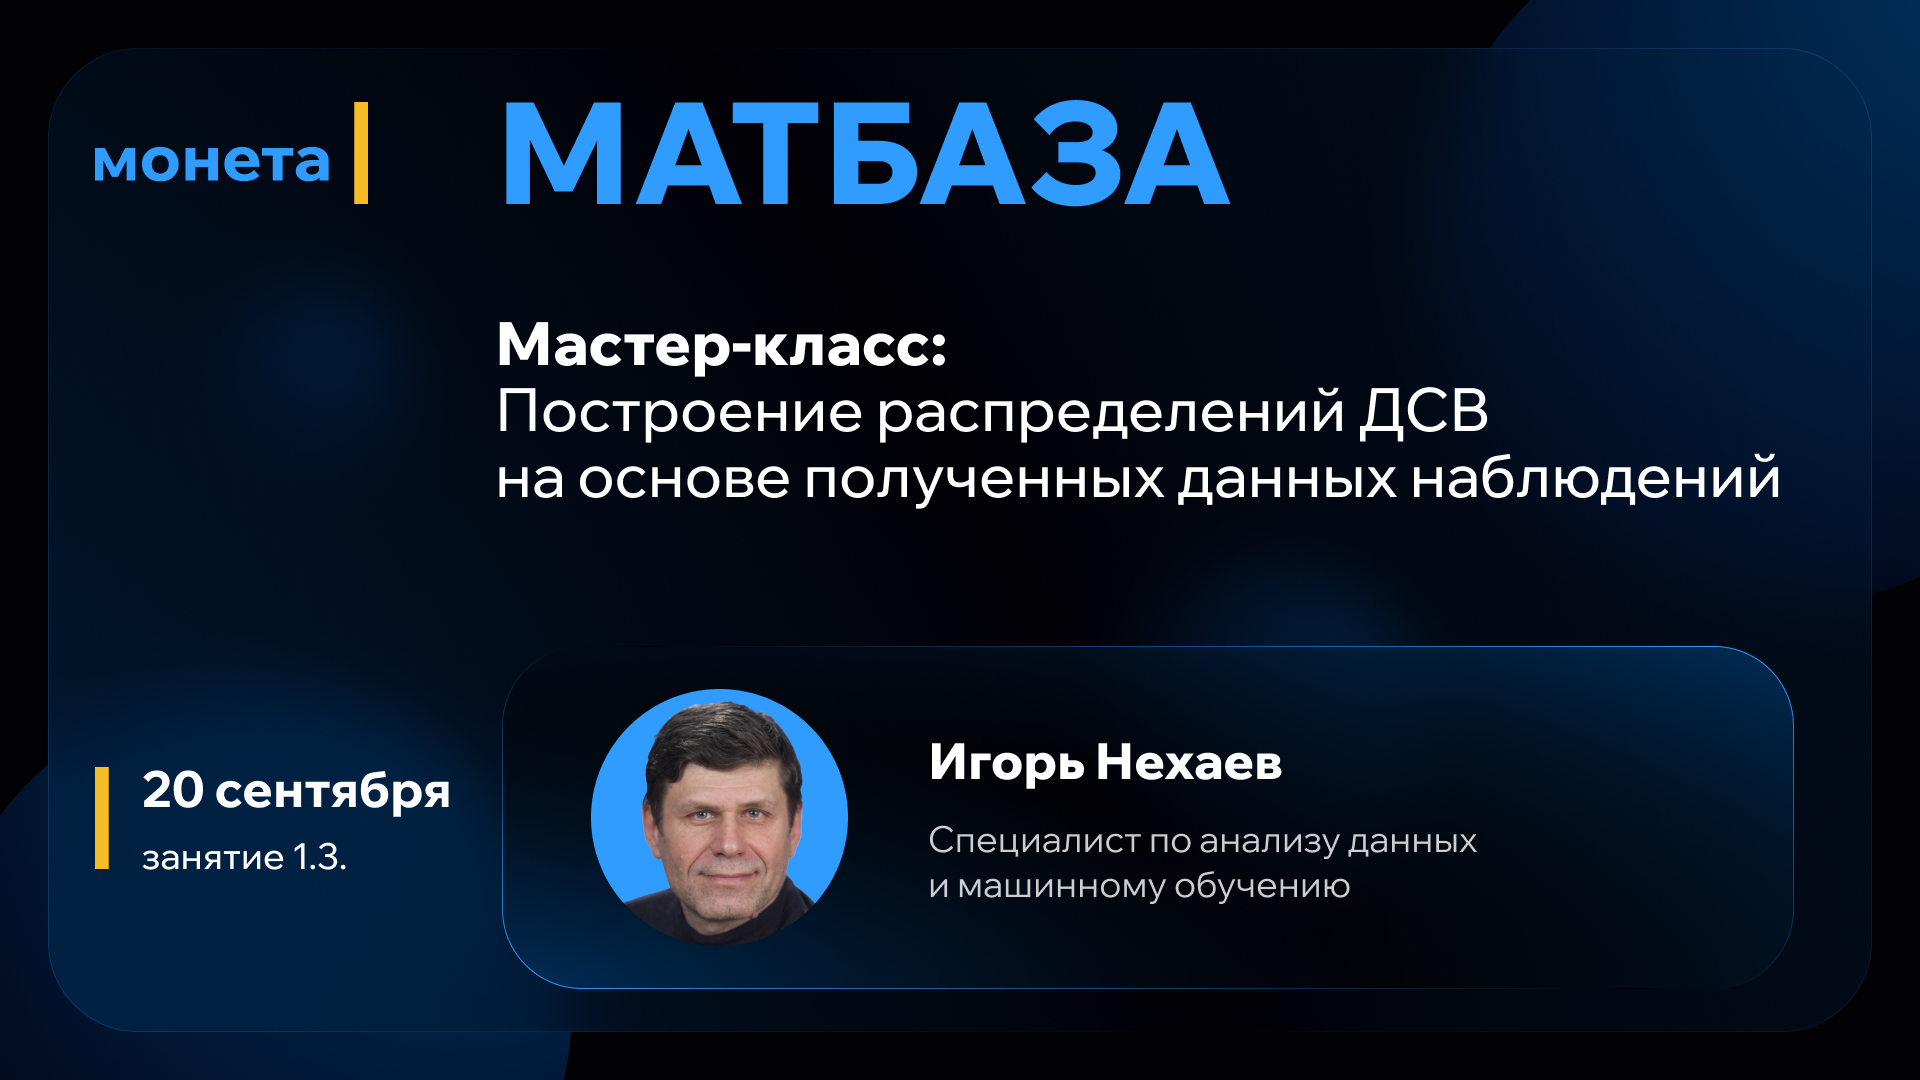 монета
МАТБАЗА
Мастер-класс:
Построение распределений ДСВ
на основе полученных данных наблюдений
20 сентября
занятие 1.3.
Игорь Нехаев
Специалист по анализу данных
и машинному обучению